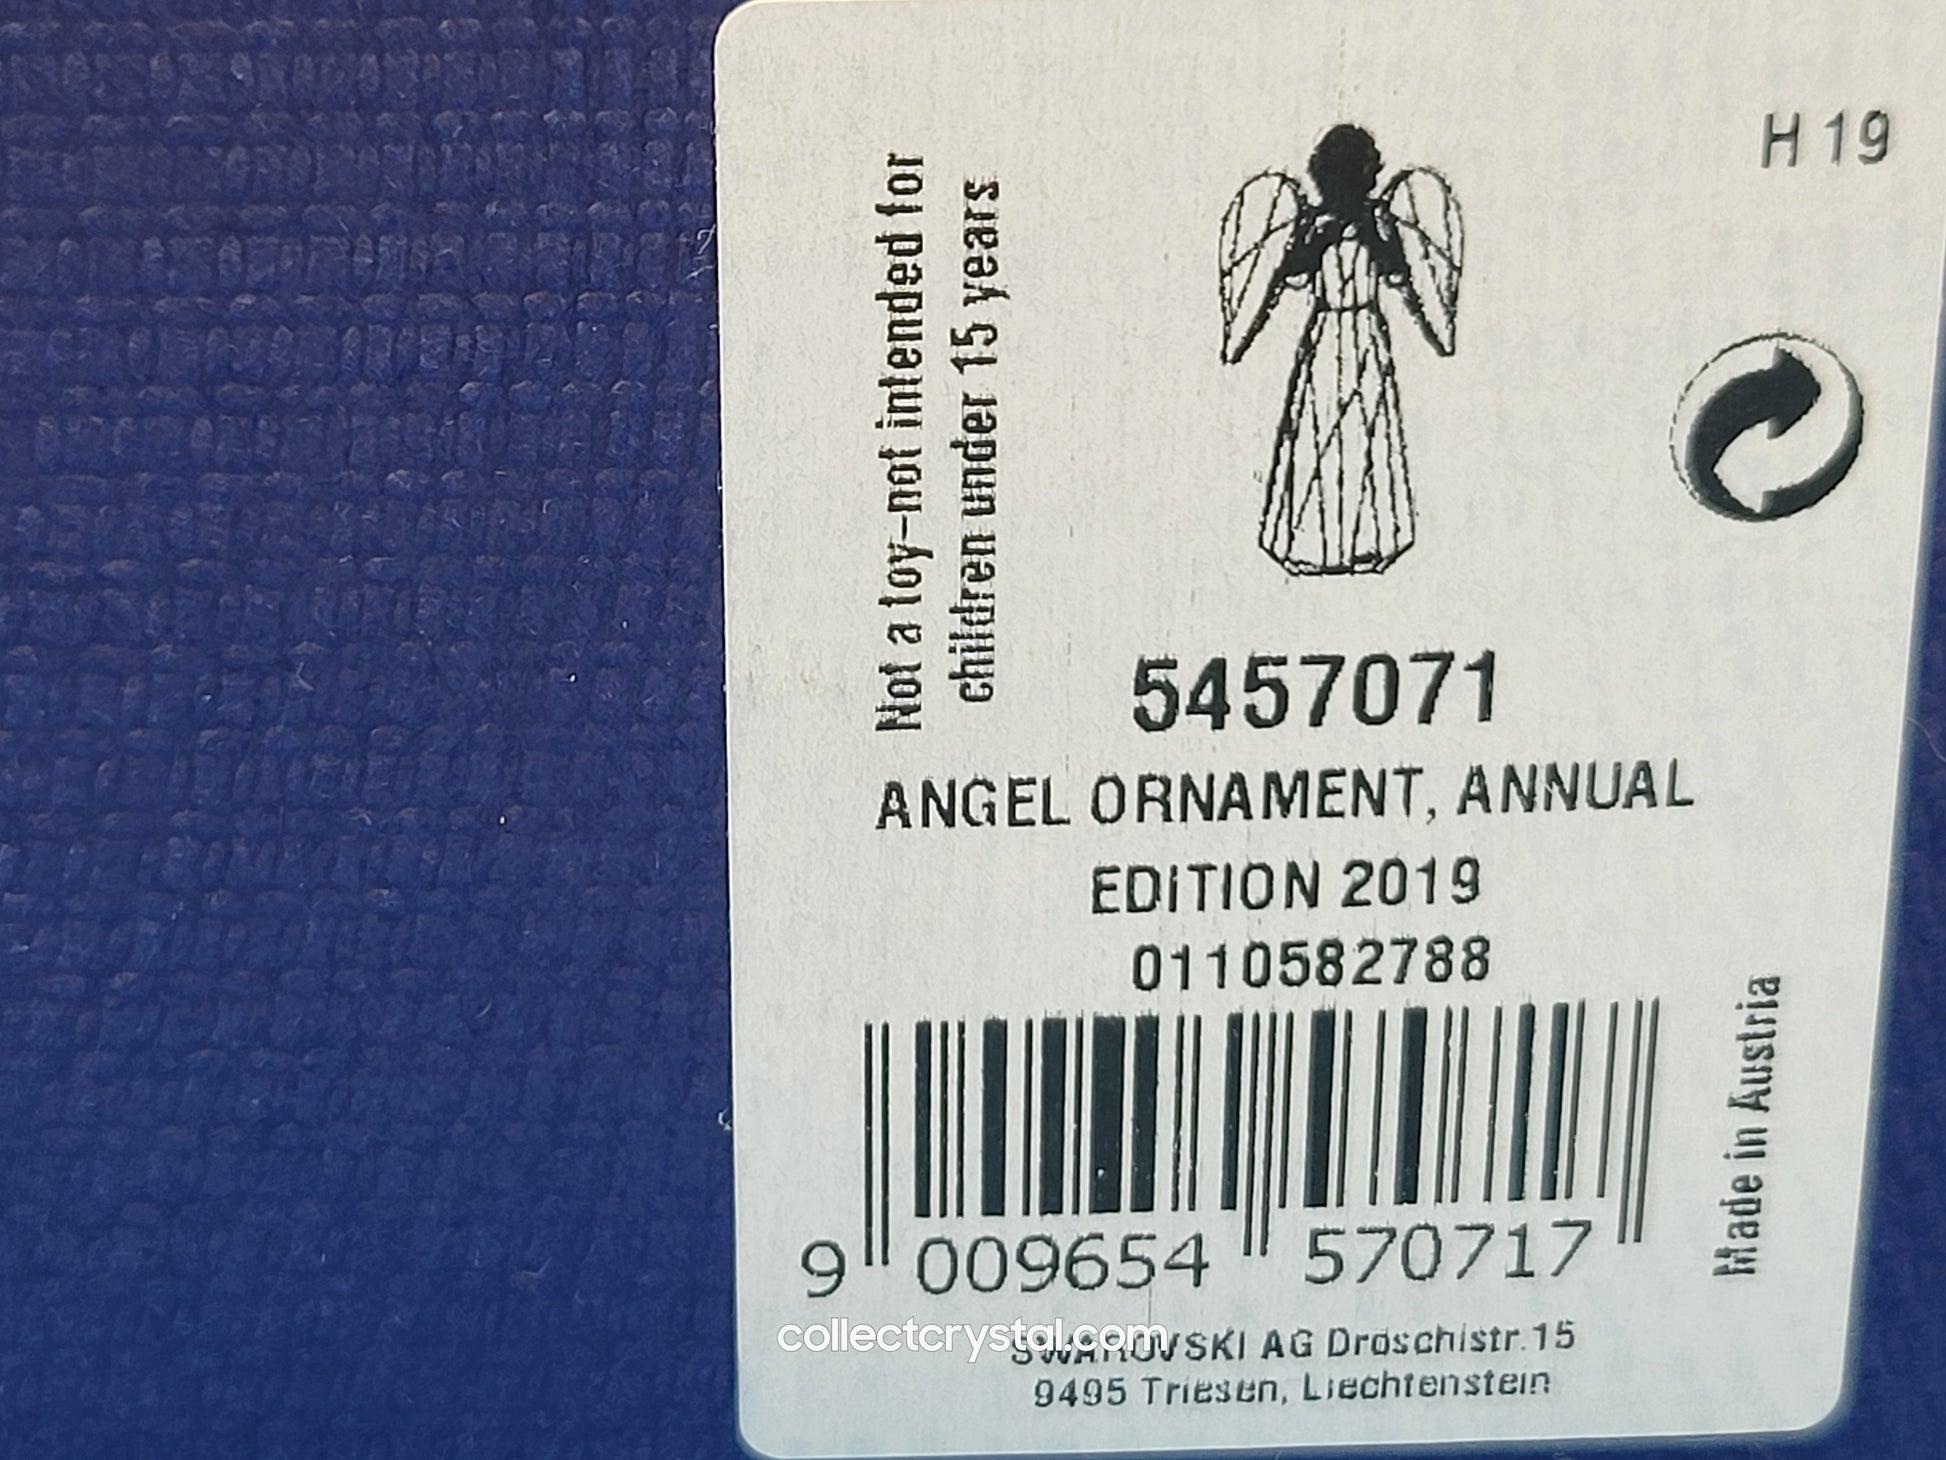 H 19
Not a toy-not intended for
children under 15 years
5457071
ANGEL ORNAMENT, ANNUAL
EDITION 2019
0110582788
9 009654 570717
Made in Austria
collectcrystal.com
SWAROVSKI AG Dröschistr.15
9495 Triesen, Liechtenstein